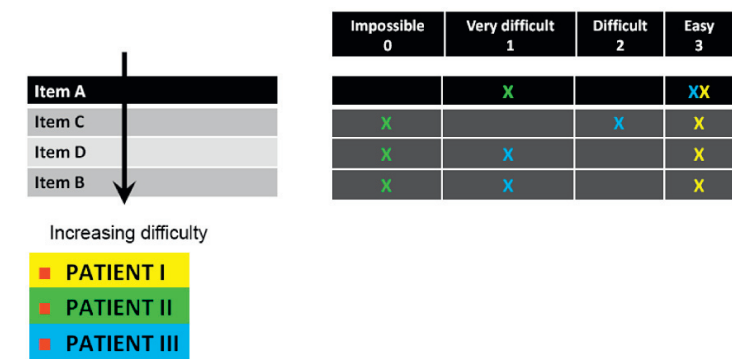 Impossible Very difficult Difficult Easy
0 1 2 3
Item A X XX
Item C X X X
Item D X X X
Item B X X X
Increasing difficulty
PATIENT I
PATIENT II
PATIENT III